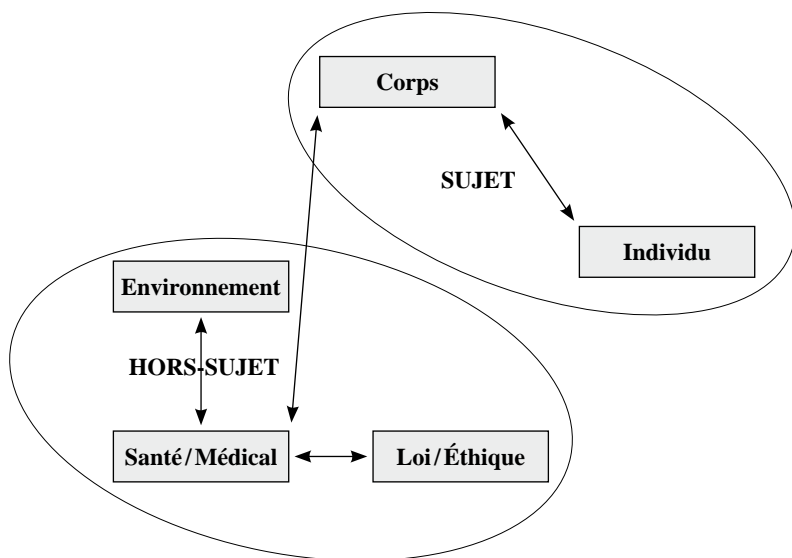 Corps
SUJET
Individu
Environnement
HORS-SUJET
Santé/Médical
Loi/Éthique